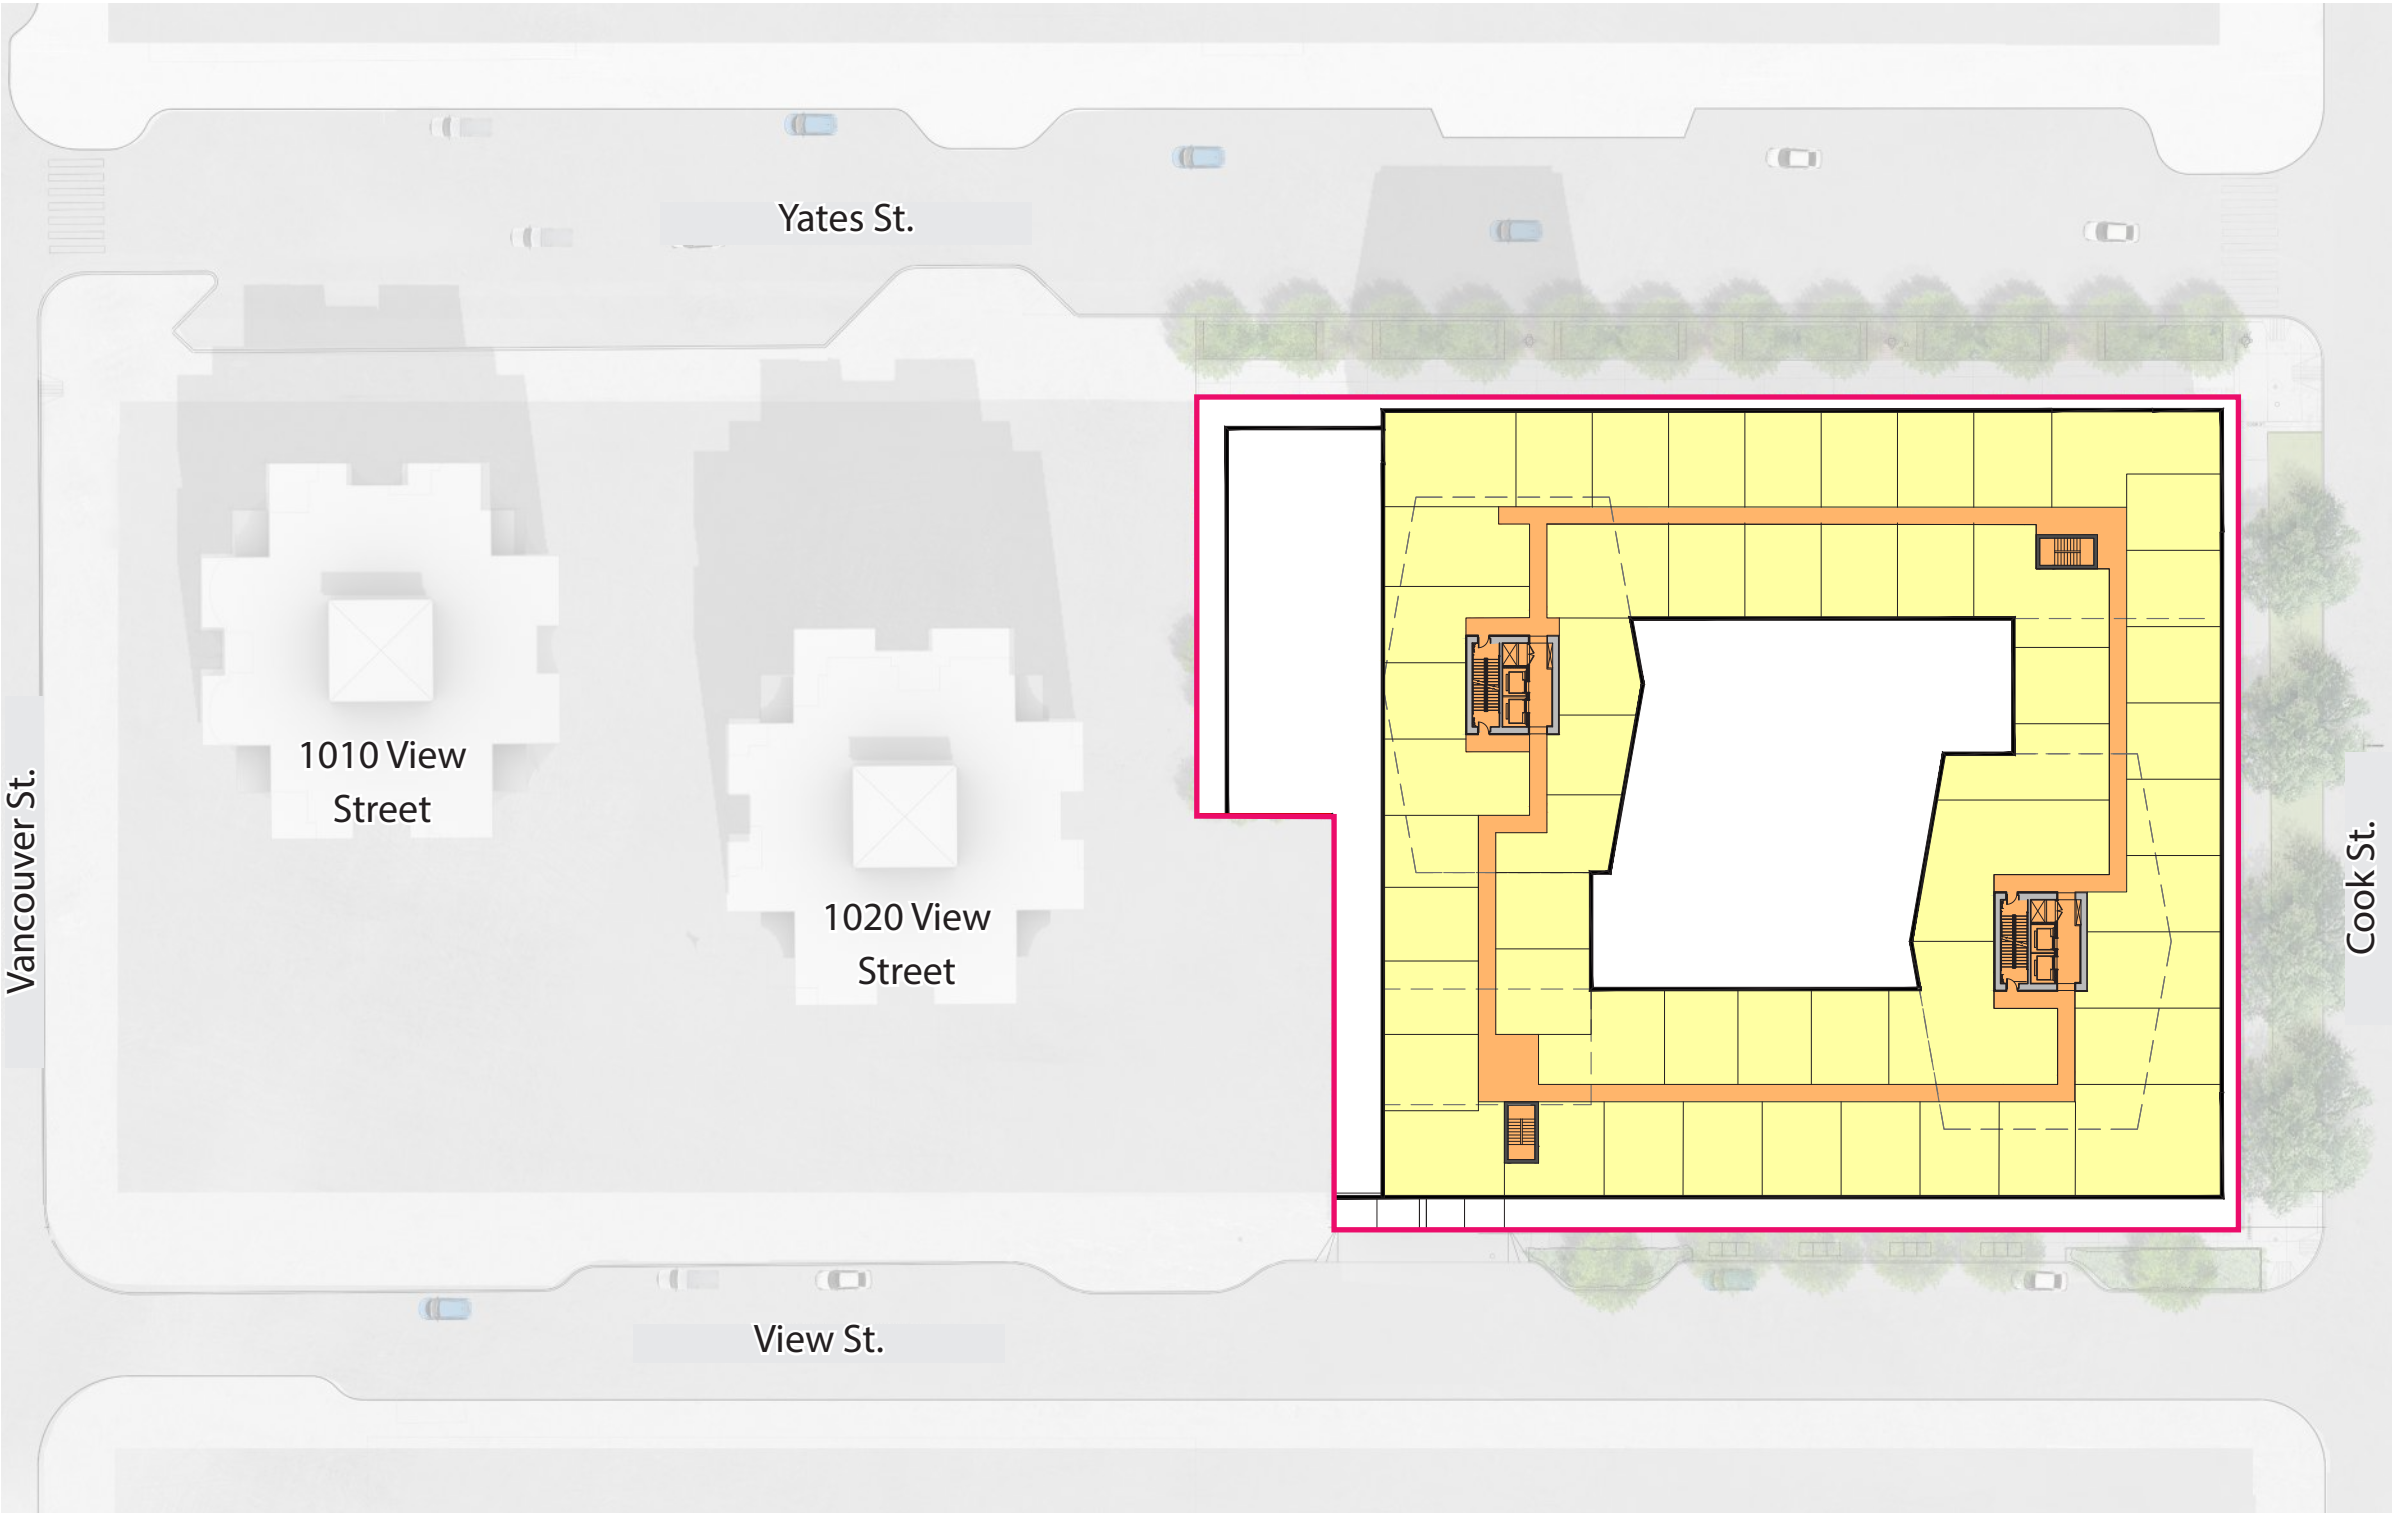 Yates St.
1010 View
Street
Vancouver St.
1020 View
Street
Cook St.
View St.